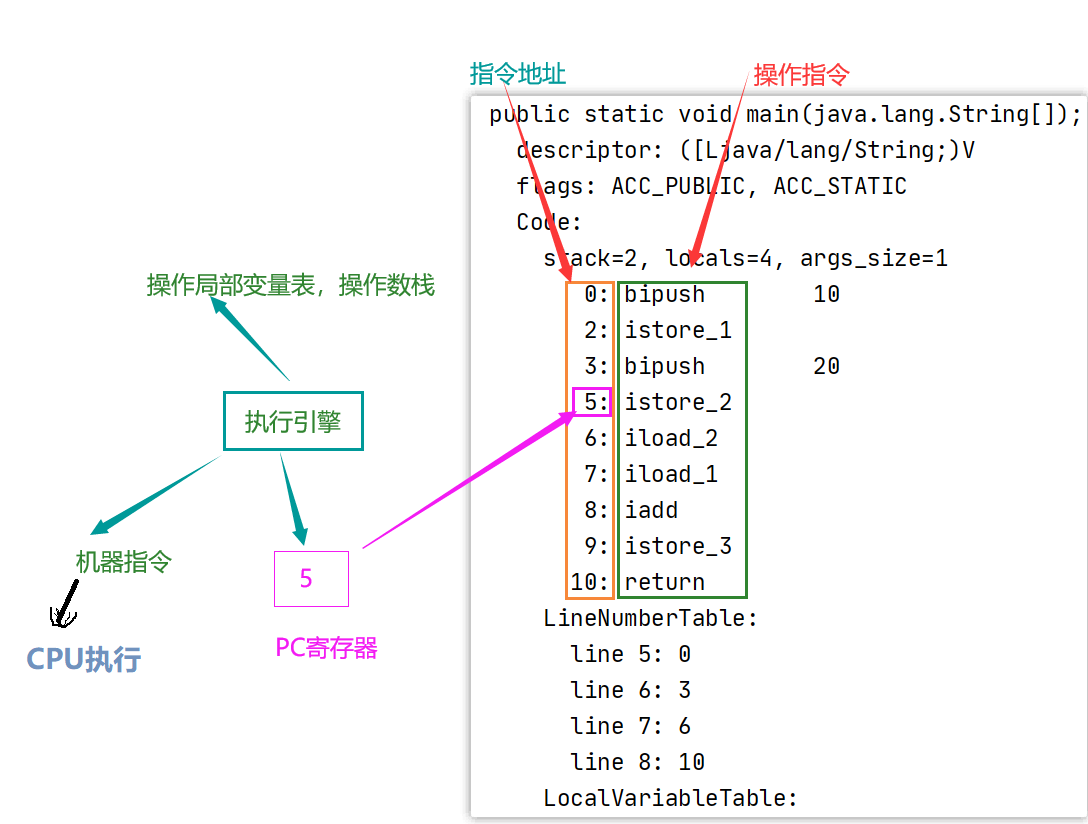 指令地址
操作指令
public static void main(java.lang.String[]);
descriptor: ([Ljava/lang/String;)V
flags: ACC_PUBLIC, ACC_STATIC
Code:
stack=2, locals=4, args_size=1
0: bipush 10
2: istore_1
3: bipush 20
5: istore_2
6: iload_2
7: iload_1
8: iadd
9: istore_3
10: return
LineNumberTable:
line 5: 0
line 6: 3
line 7: 6
line 8: 10
LocalVariableTable:
操作局部变量表，操作数栈
执行引擎
机器指令
CPU执行
5
PC寄存器